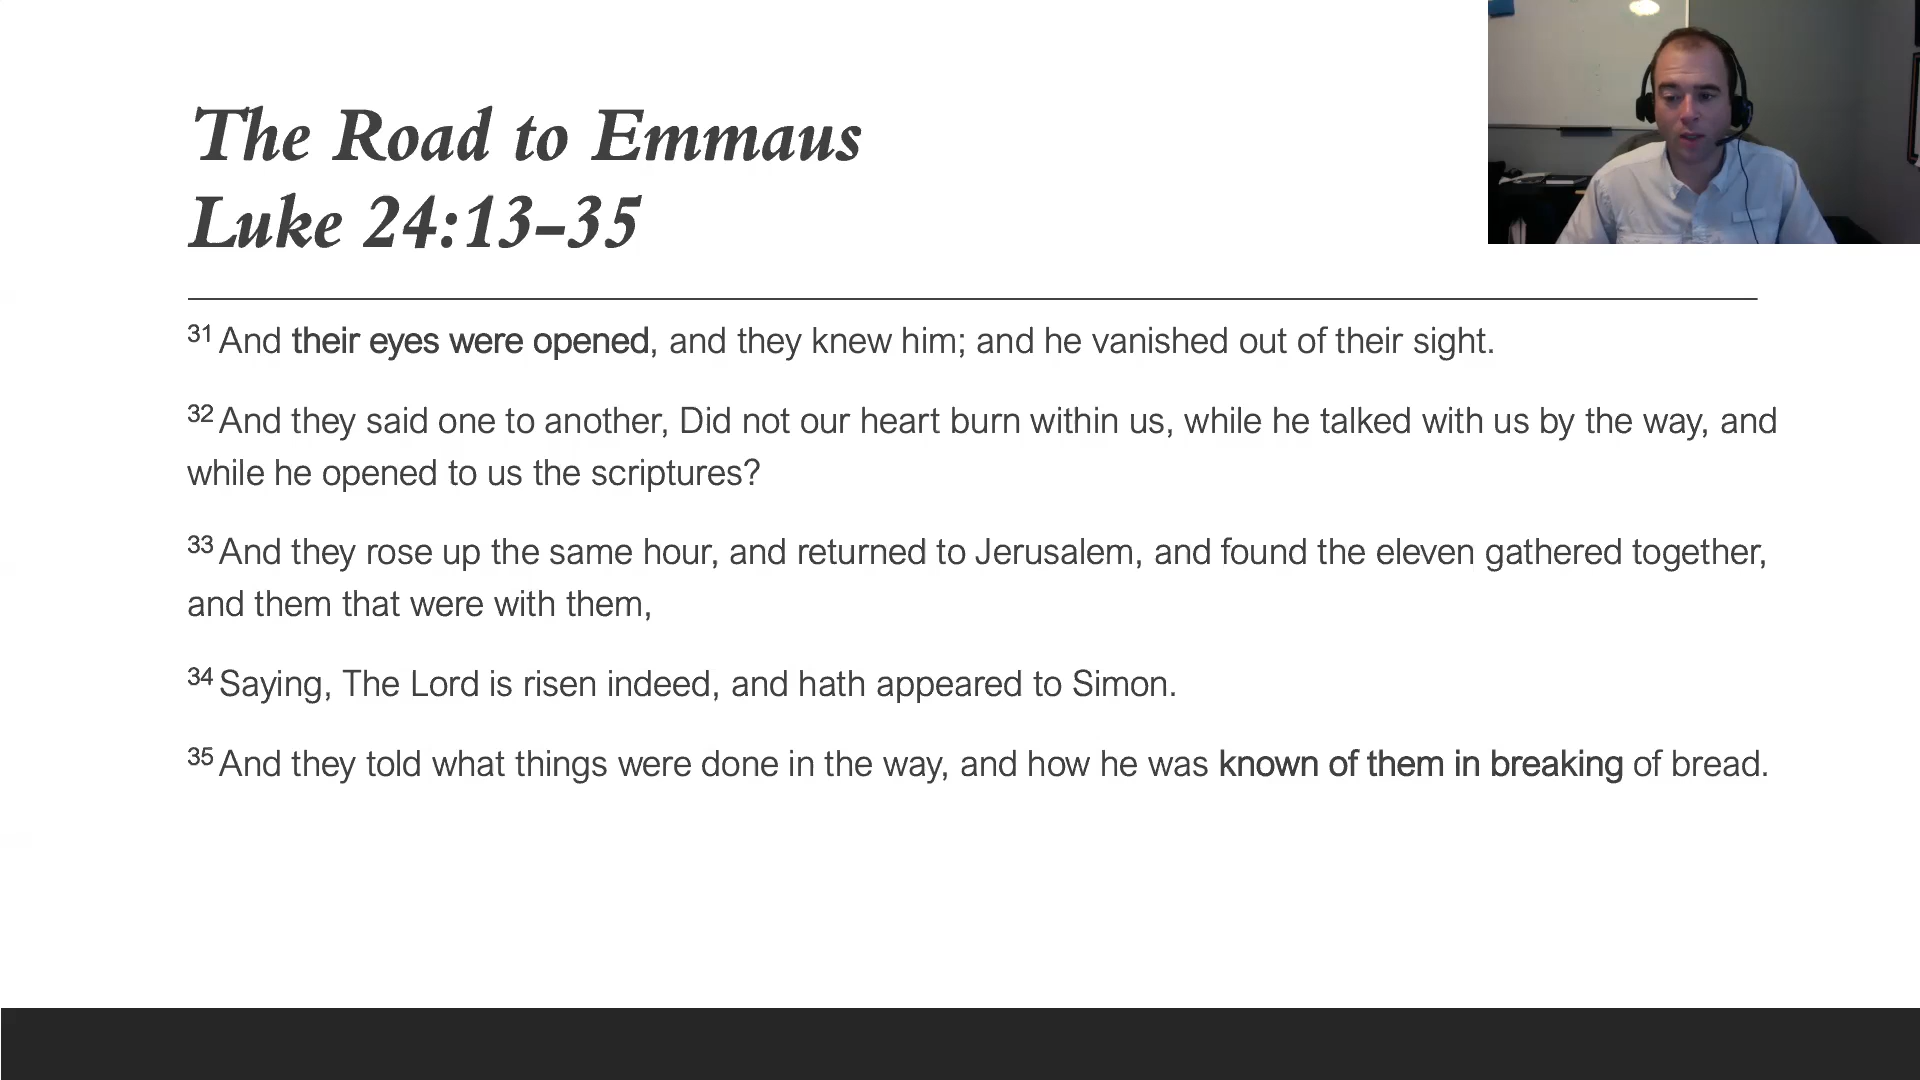 The Road to Emmaus
Luke 24:13–35
31 And their eyes were opened, and they knew him; and he vanished out of their sight.
32 And they said one to another, Did not our heart burn within us, while he talked with us by the way, and
while he opened to us the scriptures?
33 And they rose up the same hour, and returned to Jerusalem, and found the eleven gathered together,
and them that were with them,
34 Saying, The Lord is risen indeed, and hath appeared to Simon.
35 And they told what things were done in the way, and how he was known of them in breaking of bread.